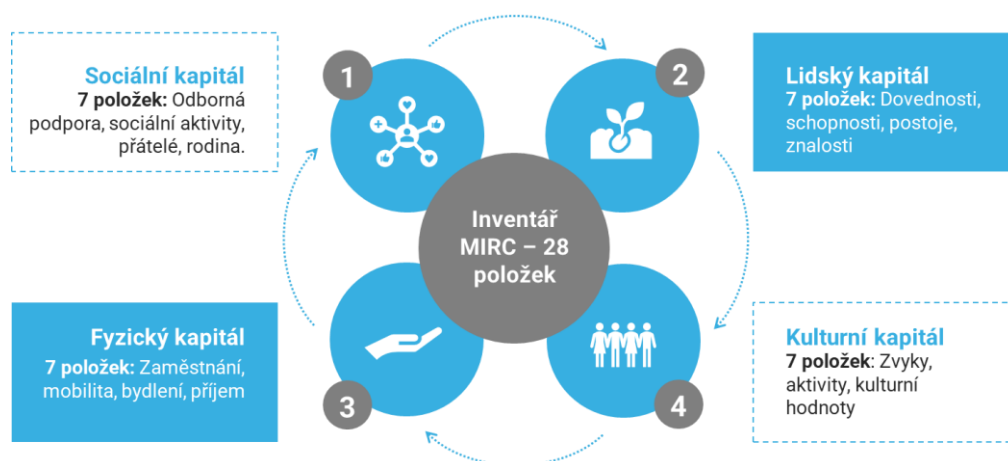 Sociální kapitál
7 položek: Odborná
podpora, sociální aktivity,
přátelé, rodina.
1
2
Lidský kapitál
7 položek: Dovednosti,
schopnosti, postoje,
znalosti
Inventář
MIRC – 28
položek
Fyzický kapitál
7 položek: Zaměstnání,
mobilita, bydlení, příjem
3
4
Kulturní kapitál
7 položek: Zvyky,
aktivity, kulturní
hodnoty